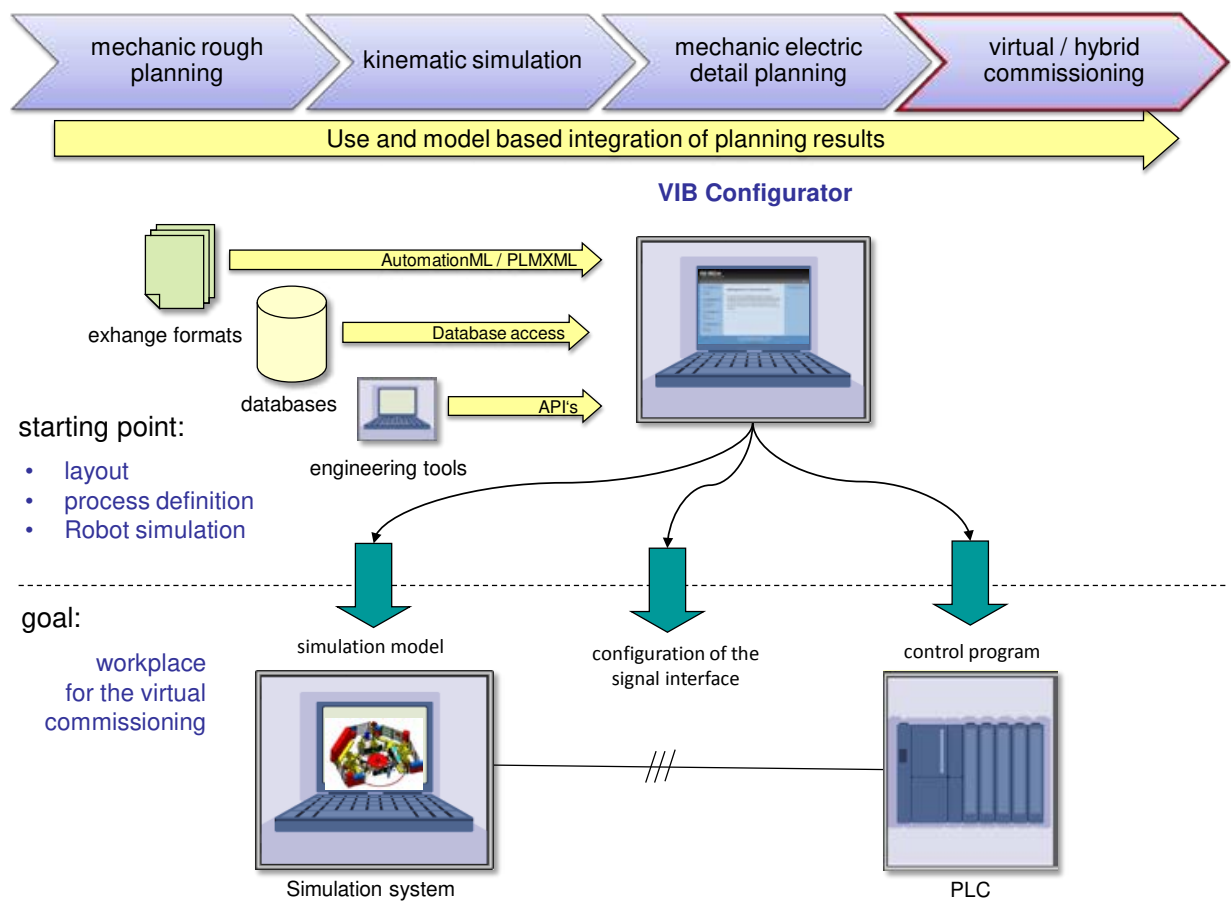 mechanic rough
planning
kinematic simulation
mechanic electric
detail planning
virtual / hybrid
commissioning
Use and model based integration of planning results
VIB Configurator
AutomationML / PLMXML
exhange formats
Database access
databases
API‘s
engineering tools
starting point:
• layout
• process definition
• Robot simulation
goal:
workplace
for the virtual
commissioning
simulation model
configuration of the
signal interface
control program
Simulation system
PLC